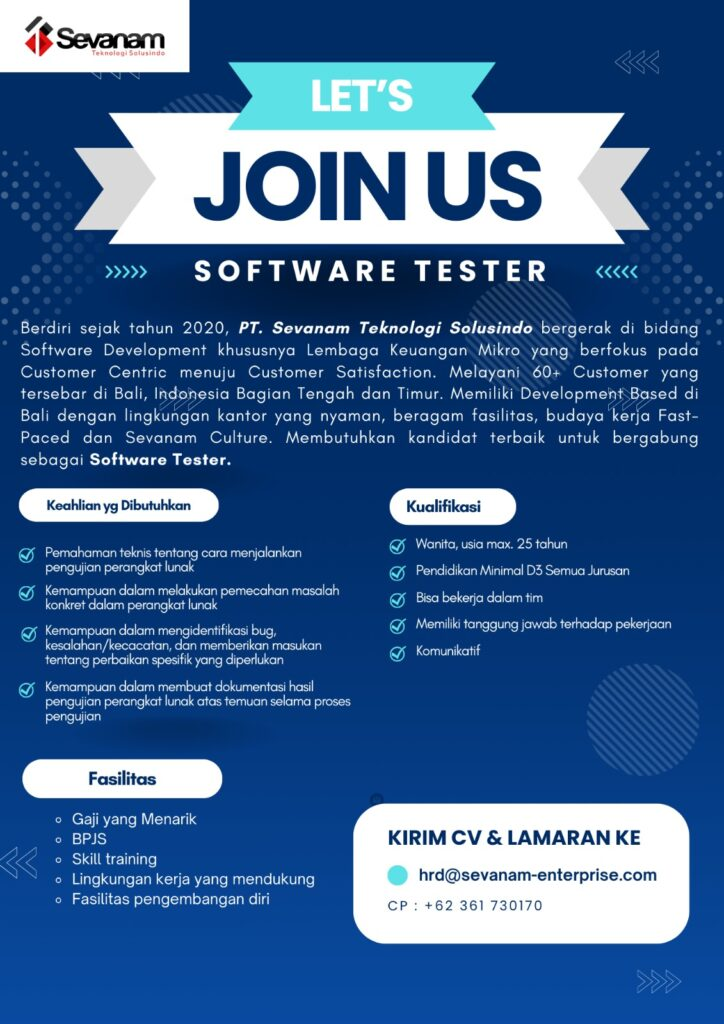 Sevanam
Teknologi Solusindo
LET'S
JOIN US
SOFTWARE TESTER
Berdiri sejak tahun 2020, PT. Sevanam Teknologi Solusindo bergerak di bidang
Software Development khususnya Lembaga Keuangan Mikro yang berfokus pada
Customer Centric menuju Customer Satisfaction. Melayani 60+ Customer yang
tersebar di Bali, Indonesia Bagian Tengah dan Timur. Memiliki Development Based di
Bali dengan lingkungan kantor yang nyaman, beragam fasilitas, budaya kerja Fast-
Paced dan Sevanam Culture. Membutuhkan kandidat terbaik untuk bergabung
sebagai Software Tester.
Keahlian yg Dibutuhkan
Pemahaman teknis tentang cara menjalankan
pengujian perangkat lunak
Kemampuan dalam melakukan pemecahan masalah
konkret dalam perangkat lunak
Kemampuan dalam mengidentifikasi bug,
kesalahan/kecacatan, dan memberikan masukan
tentang perbaikan spesifik yang diperlukan
Kemampuan dalam membuat dokumentasi hasil
pengujian perangkat lunak atas temuan selama proses
pengujian
Kualifikasi
Wanita, usia max. 25 tahun
Pendidikan Minimal D3 Semua Jurusan
Bisa bekerja dalam tim
Memiliki tanggung jawab terhadap pekerjaan
Komunikatif
Fasilitas
Gaji yang Menarik
BPJS
Skill training
Lingkungan kerja yang mendukung
Fasilitas pengembangan diri
KIRIM CV & LAMARAN KE
hrd@sevanam-enterprise.com
CP : +62 361 730170